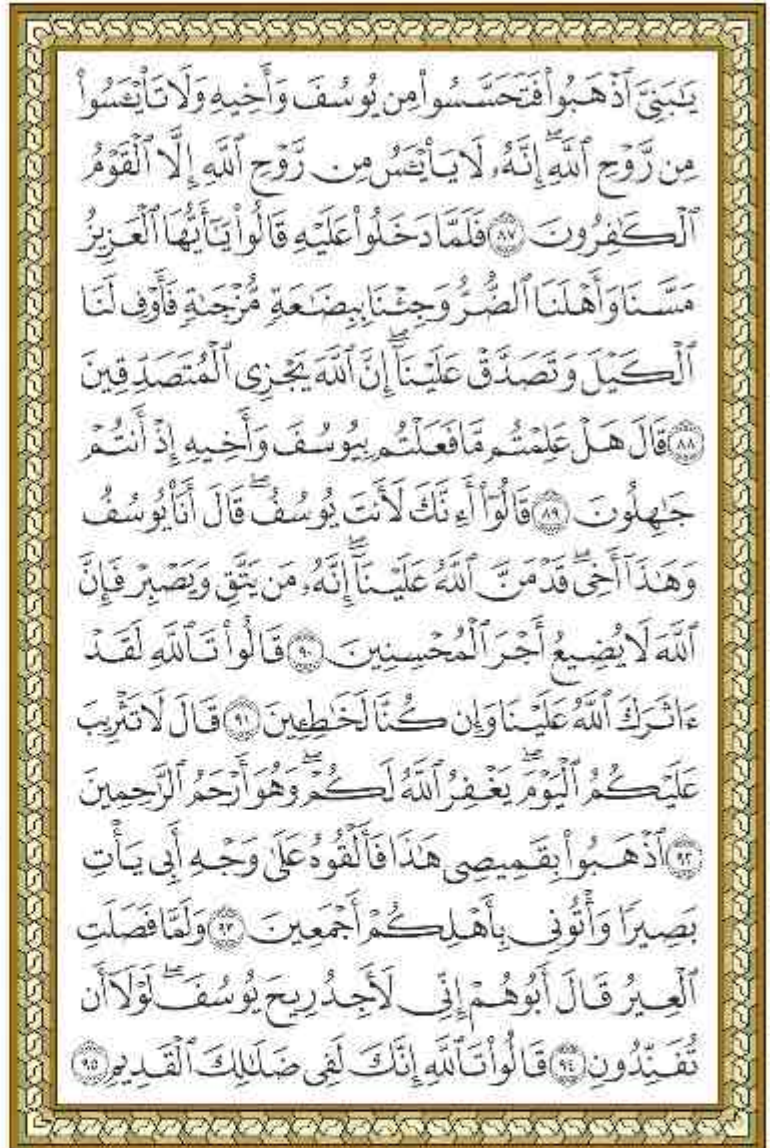 يَـٰبَنِىَّ ٱذْهَبُوا۟ فَتَحَسَّسُوا۟ مِن يُوسُفَ وَأَخِيهِ وَلَا تَا۟يْـَٔسُوا۟
مِن رَّوْحِ ٱللَّهِ ۖ إِنَّهُۥ لَا يَا۟يْـَٔسُ مِن رَّوْحِ ٱللَّهِ إِلَّا ٱلْقَوْمُ
ٱلْكَـٰفِرُونَ ٨٧ فَلَمَّا دَخَلُوا۟ عَلَيْهِ قَالُوا۟ يَـٰٓأَيُّهَا ٱلْعَزِيزُ
مَسَّنَا وَأَهْلَنَا ٱلضُّرُّ وَجِئْنَا بِبِضَـٰعَةٍ مُّزْجَىٰةٍ فَأَوْفِ لَنَا
ٱلْكَيْلَ وَتَصَدَّقْ عَلَيْنَآ ۖ إِنَّ ٱللَّهَ يَجْزِى ٱلْمُتَصَدِّقِينَ
٨٨ قَالَ هَلْ عَلِمْتُم مَّا فَعَلْتُم بِيُوسُفَ وَأَخِيهِ إِذْ أَنتُمْ
جَـٰهِلُونَ ٨٩ قَالُوٓا۟ أَءِنَّكَ لَأَنتَ يُوسُفُ ۖ قَالَ أَنَا۠ يُوسُفُ
وَهَـٰذَآ أَخِى ۖ قَدْ مَنَّ ٱللَّهُ عَلَيْنَآ ۖ إِنَّهُۥ مَن يَتَّقِ وَيَصْبِرْ فَإِنَّ
ٱللَّهَ لَا يُضِيعُ أَجْرَ ٱلْمُحْسِنِينَ ٩٠ قَالُوا۟ تَٱللَّهِ لَقَدْ
ءَاثَرَكَ ٱللَّهُ عَلَيْنَا وَإِن كُنَّا لَخَـٰطِـِٔينَ ٩١ قَالَ لَا تَثْرِيبَ
عَلَيْكُمُ ٱلْيَوْمَ ۖ يَغْفِرُ ٱللَّهُ لَكُمْ ۖ وَهُوَ أَرْحَمُ ٱلرَّٰحِمِينَ
٩٢ ٱذْهَبُوا۟ بِقَمِيصِى هَـٰذَا فَأَلْقُوهُ عَلَىٰ وَجْهِ أَبِى يَأْتِ
بَصِيرًا وَأْتُونِى بِأَهْلِكُمْ أَجْمَعِينَ ٩٣ وَلَمَّا فَصَلَتِ
ٱلْعِيرُ قَالَ أَبُوهُمْ إِنِّى لَأَجِدُ رِيحَ يُوسُفَ ۖ لَوْلَآ أَن
تُفَنِّدُونِ ٩٤ قَالُوا۟ تَٱللَّهِ إِنَّكَ لَفِى ضَلَـٰلِكَ ٱلْقَدِيمِ ٩٥